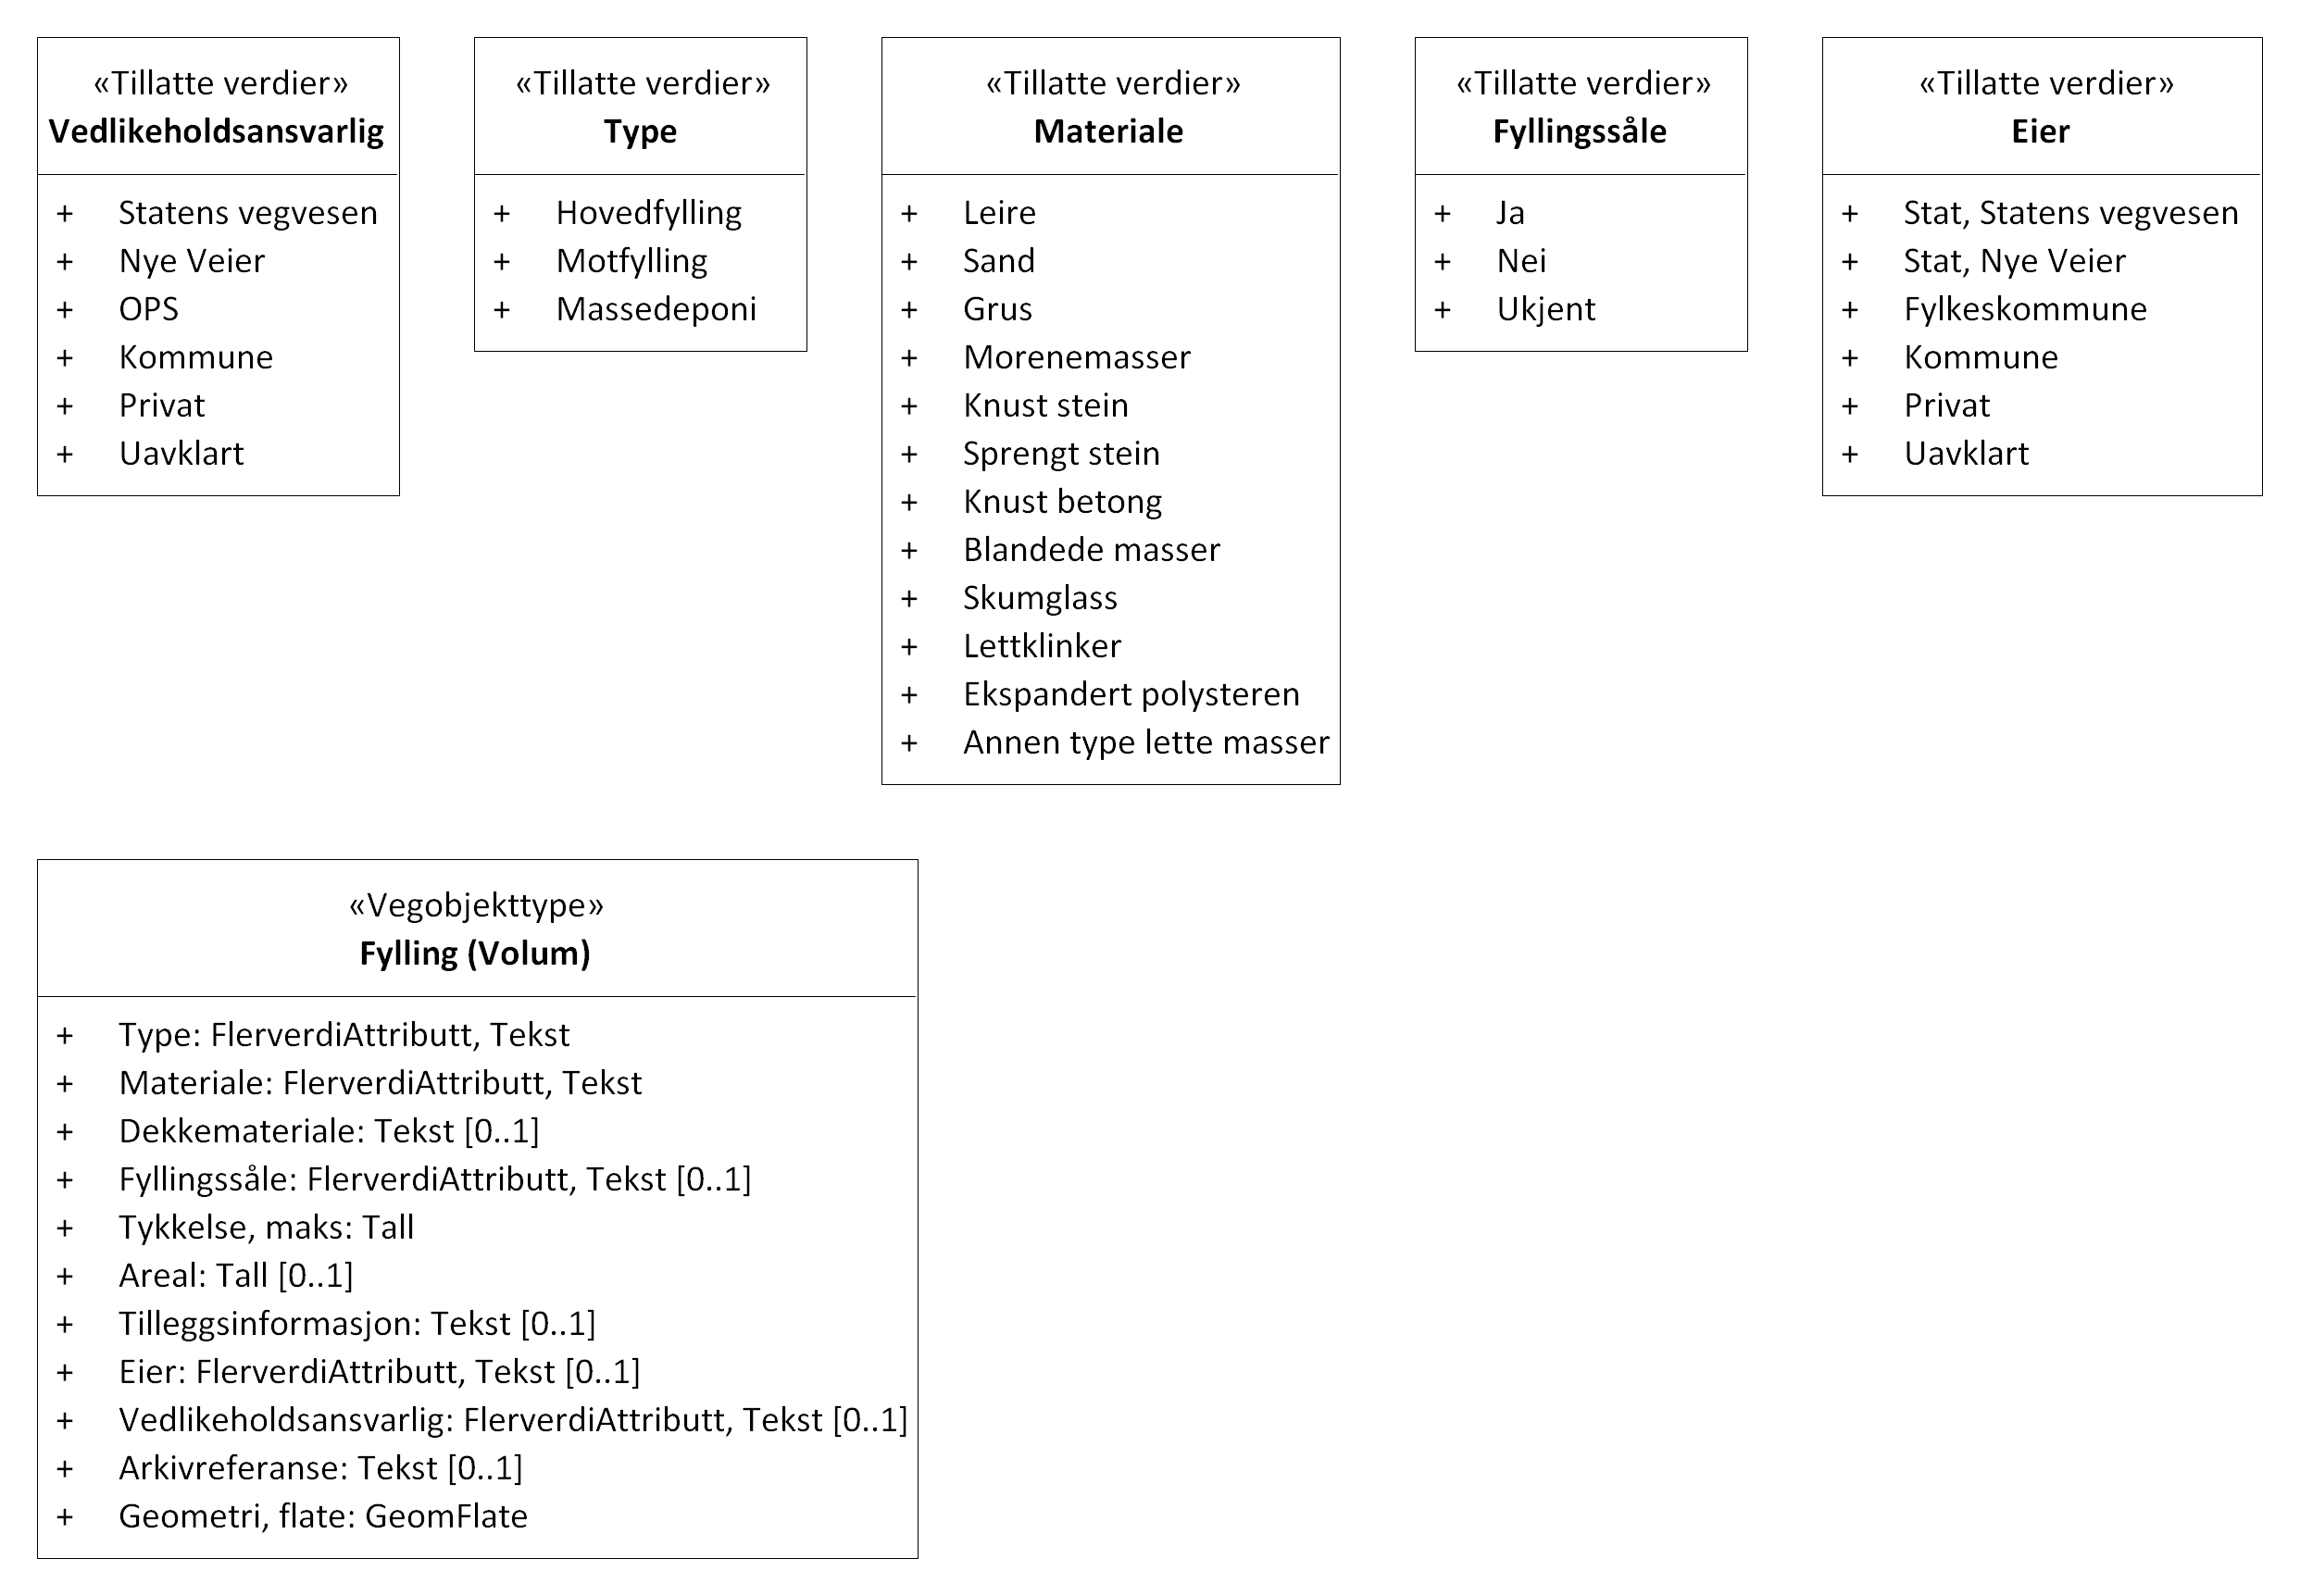 «Tillatte verdier»
Vedlikeholdsansvarlig
+ Statens vegvesen
+ Nye Veier
+ OPS
+ Kommune
+ Privat
+ Uavklart
«Tillatte verdier»
Type
+ Hovedfylling
+ Motfylling
+ Massedeponi
«Tillatte verdier»
Materiale
+ Leire
+ Sand
+ Grus
+ Morenemasser
+ Knust stein
+ Sprengt stein
+ Knust betong
+ Blandede masser
+ Skumglass
+ Lettklinker
+ Ekspandert polysteren
+ Annen type lette masser
«Tillatte verdier»
Fyllingssåle
+ Ja
+ Nei
+ Ukjent
«Tillatte verdier»
Eier
+ Stat, Statens vegvesen
+ Stat, Nye Veier
+ Fylkeskommune
+ Kommune
+ Privat
+ Uavklart
«Vegobjekttype»
Fylling (Volum)
+ Type: FlerverdiAttributt, Tekst
+ Materiale: FlerverdiAttributt, Tekst
+ Dekkemateriale: Tekst [0..1]
+ Fyllingssåle: FlerverdiAttributt, Tekst [0..1]
+ Tykkelse, maks: Tall
+ Areal: Tall [0..1]
+ Tilleggsinformasjon: Tekst [0..1]
+ Eier: FlerverdiAttributt, Tekst [0..1]
+ Vedlikeholdsansvarlig: FlerverdiAttributt, Tekst [0..1]
+ Arkivreferanse: Tekst [0..1]
+ Geometri, flate: GeomFlate